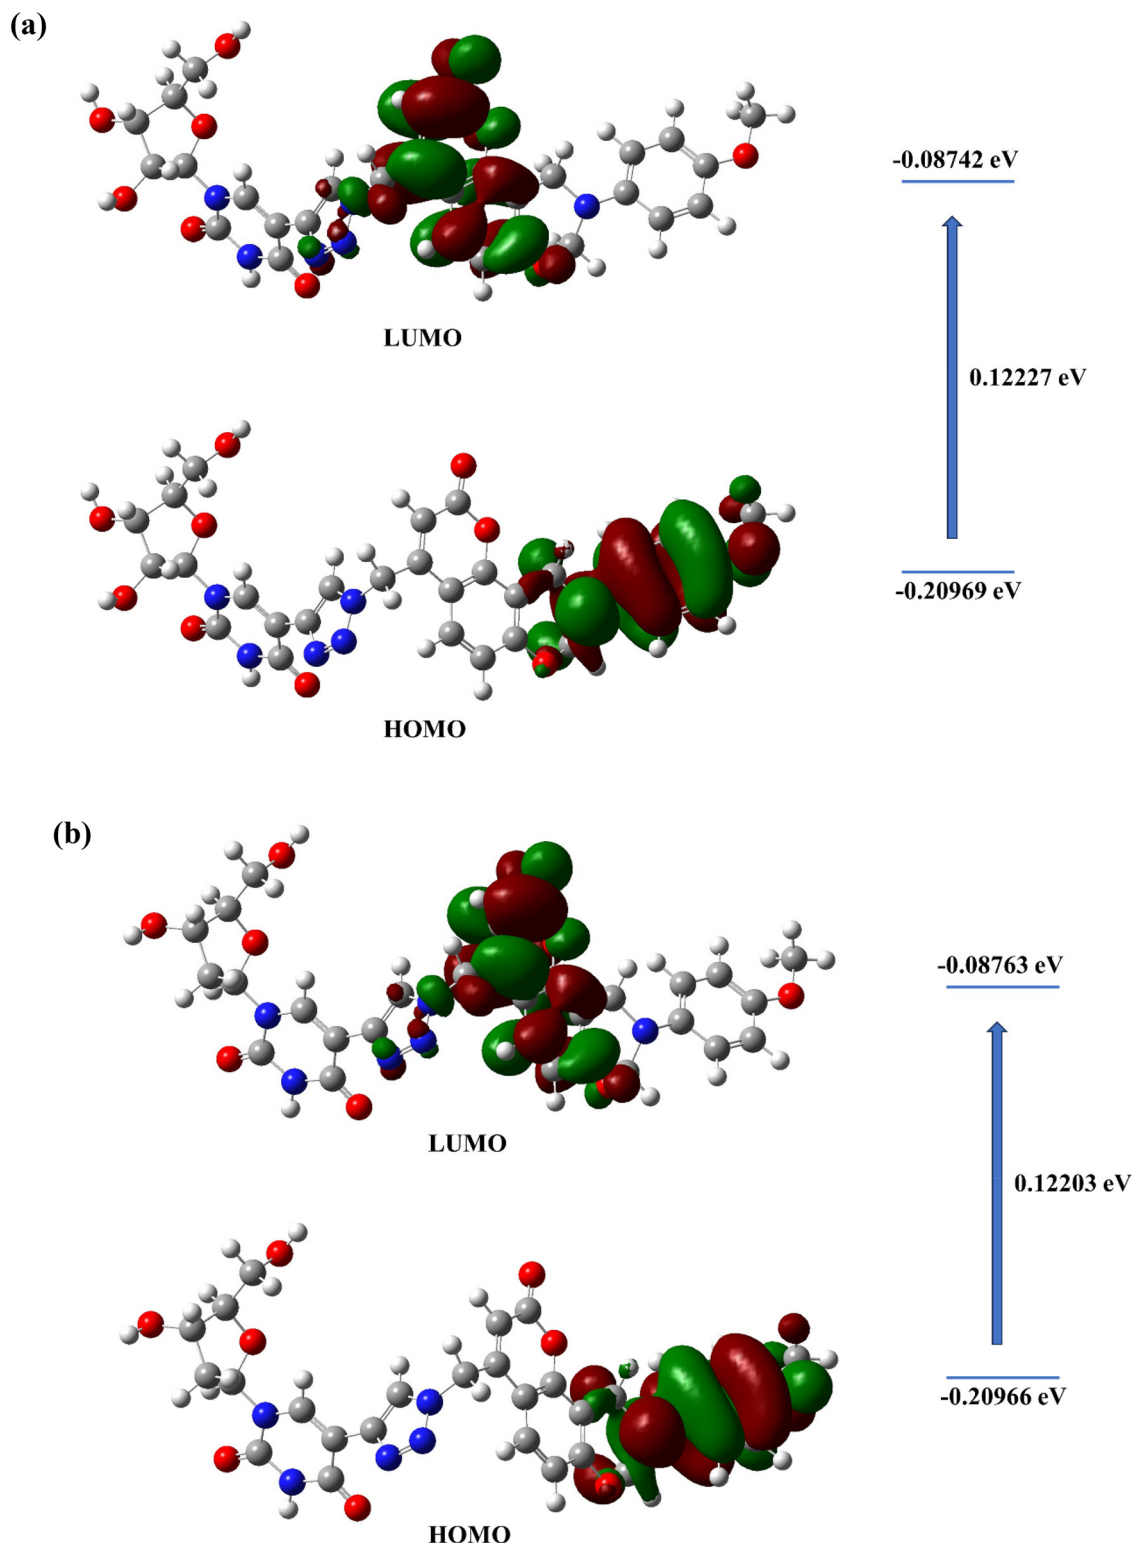 (a)
-0.08742 eV
LUMO
0.12227 eV
-0.20969 eV
HOMO
(b)
-0.08763 eV
LUMO
0.12203 eV
-0.20966 eV
HOMO